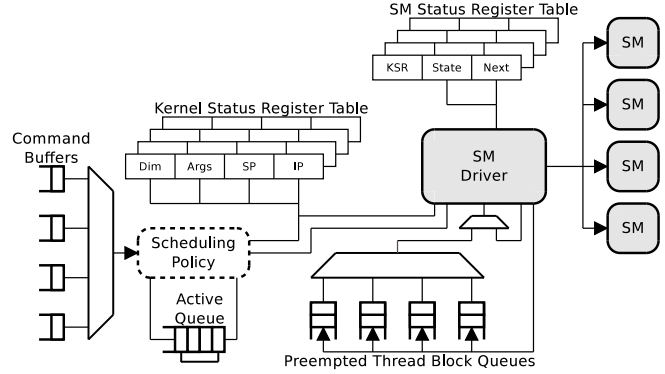 SM Status Register Table
KSR State Next
SM
SM
SM
SM
Kernel Status Register Table
Dim Args SP IP
Command
Buffers
SM
Driver
Scheduling
Policy
Active
Queue
Preempted Thread Block Queues